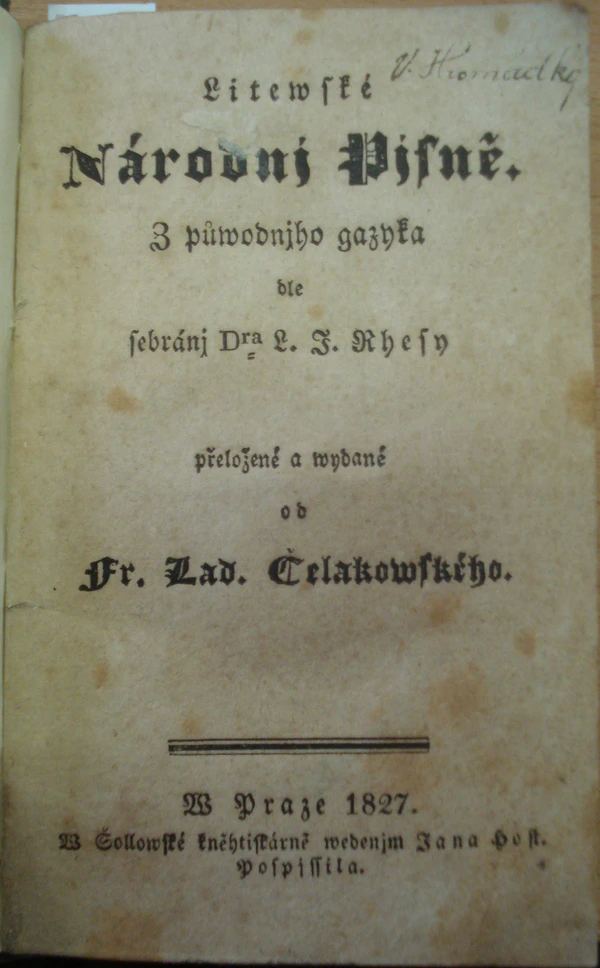 V. Hromádka
Litewſké
Národnj Pjſně.
Z půwodnjho gazyka
dle
ſebránj Dra L. J. Rhesy
přeložené a wydané
od
Fr. Lad. Čelakowſkého.
W Praze 1827.
W Šollowſké kněhtiſkárně wedenjm Jana Hoſt.
Poſpjſſila.